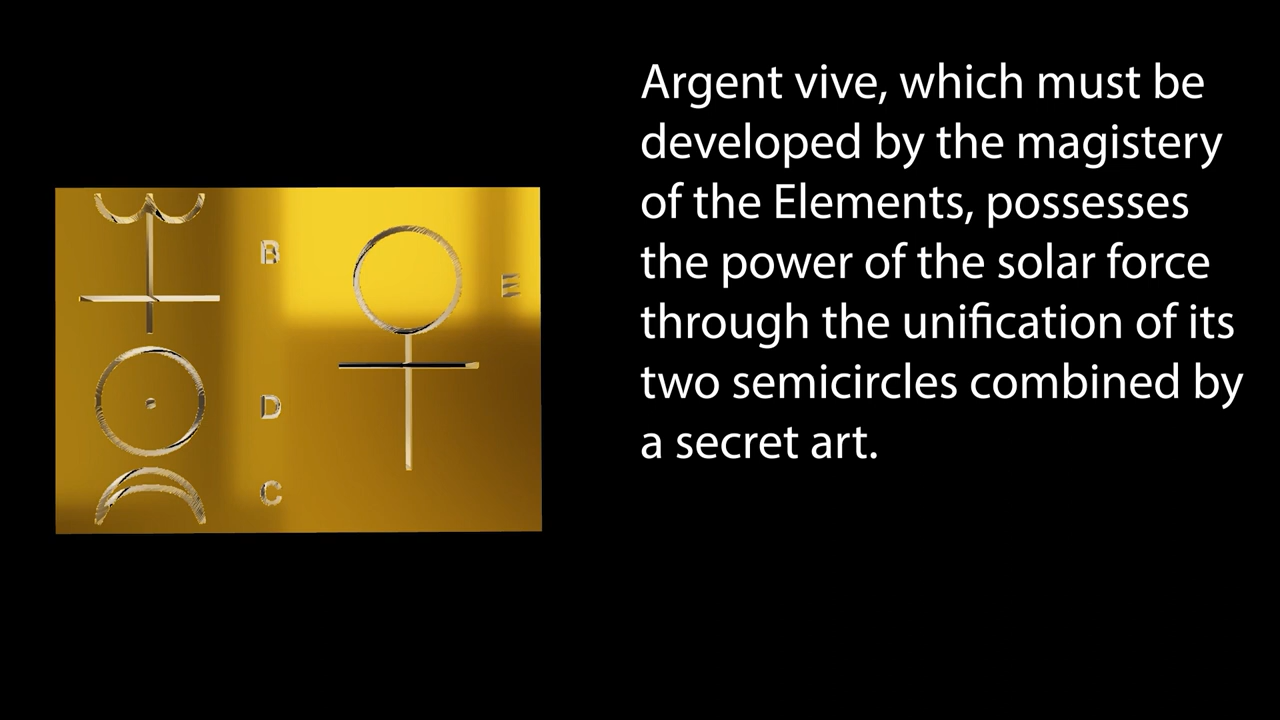 B
E
D
C
Argent vive, which must be
developed by the magistery
of the Elements, possesses
the power of the solar force
through the unification of its
two semicircles combined by
a secret art.